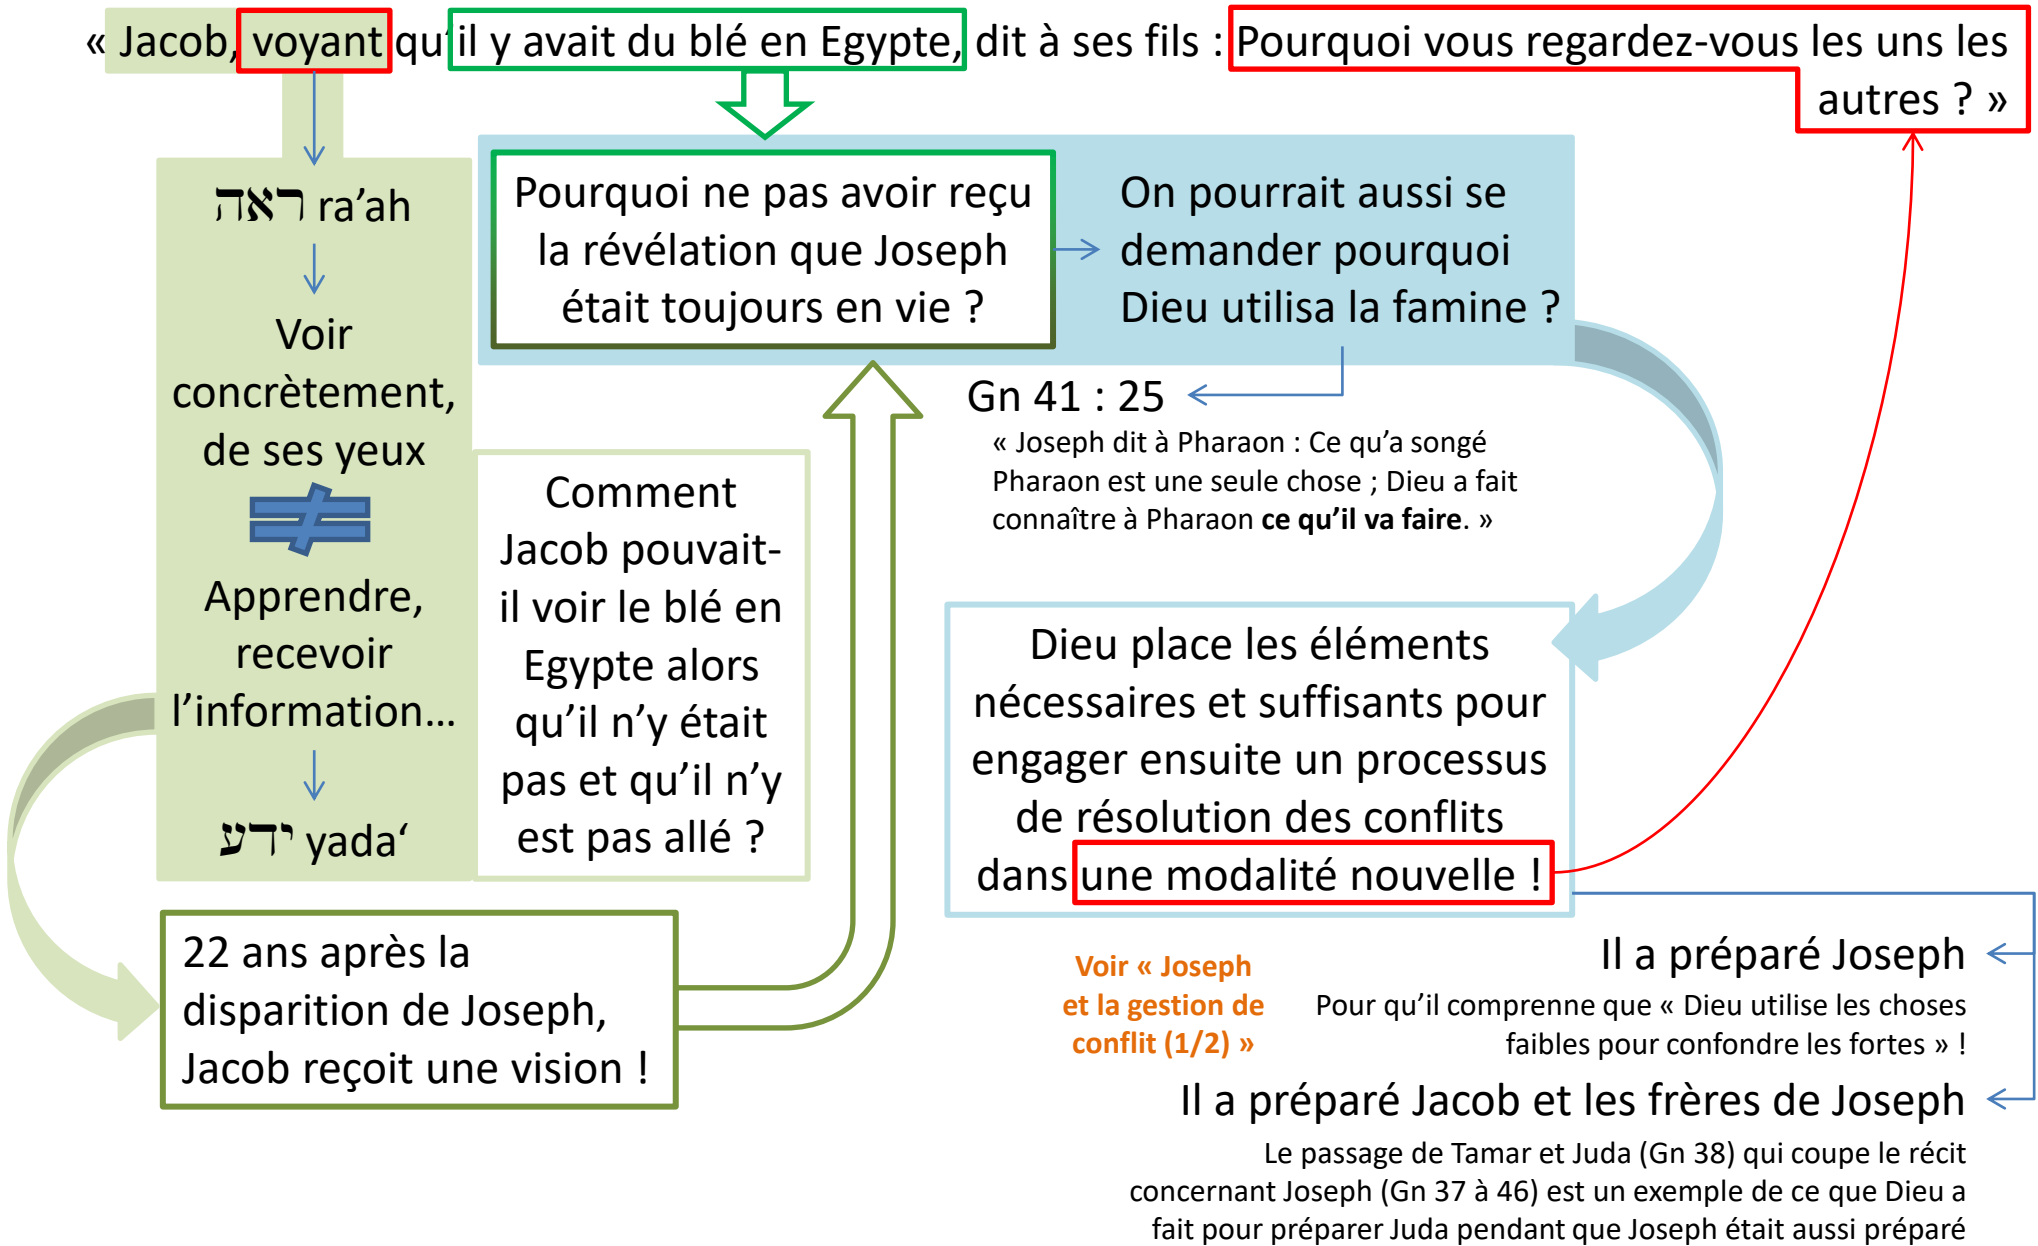 « Jacob, voyant qu'il y avait du blé en Egypte, dit à ses fils : Pourquoi vous regardez-vous les uns les
autres ? »
ראה ra’ah
Voir
concrètement,
de ses yeux
Apprendre,
recevoir
l’information…
ידע yada‘
Comment
Jacob pouvait-
il voir le blé en
Egypte alors
qu’il n’y était
pas et qu’il n’y
est pas allé ?
22 ans après la
disparition de Joseph,
Jacob reçoit une vision !
Pourquoi ne pas avoir reçu
la révélation que Joseph
était toujours en vie ?
On pourrait aussi se
demander pourquoi
Dieu utilisa la famine ?
Gn 41 : 25
« Joseph dit à Pharaon : Ce qu’a songé
Pharaon est une seule chose ; Dieu a fait
connaître à Pharaon ce qu’il va faire. »
Dieu place les éléments
nécessaires et suffisants pour
engager ensuite un processus
de résolution des conflits
dans une modalité nouvelle !
Voir « Joseph
et la gestion de
conflit (1/2) »
Il a préparé Joseph
Pour qu’il comprenne que « Dieu utilise les choses
faibles pour confondre les fortes » !
Il a préparé Jacob et les frères de Joseph
Le passage de Tamar et Juda (Gn 38) qui coupe le récit
concernant Joseph (Gn 37 à 46) est un exemple de ce que Dieu a
fait pour préparer Juda pendant que Joseph était aussi préparé